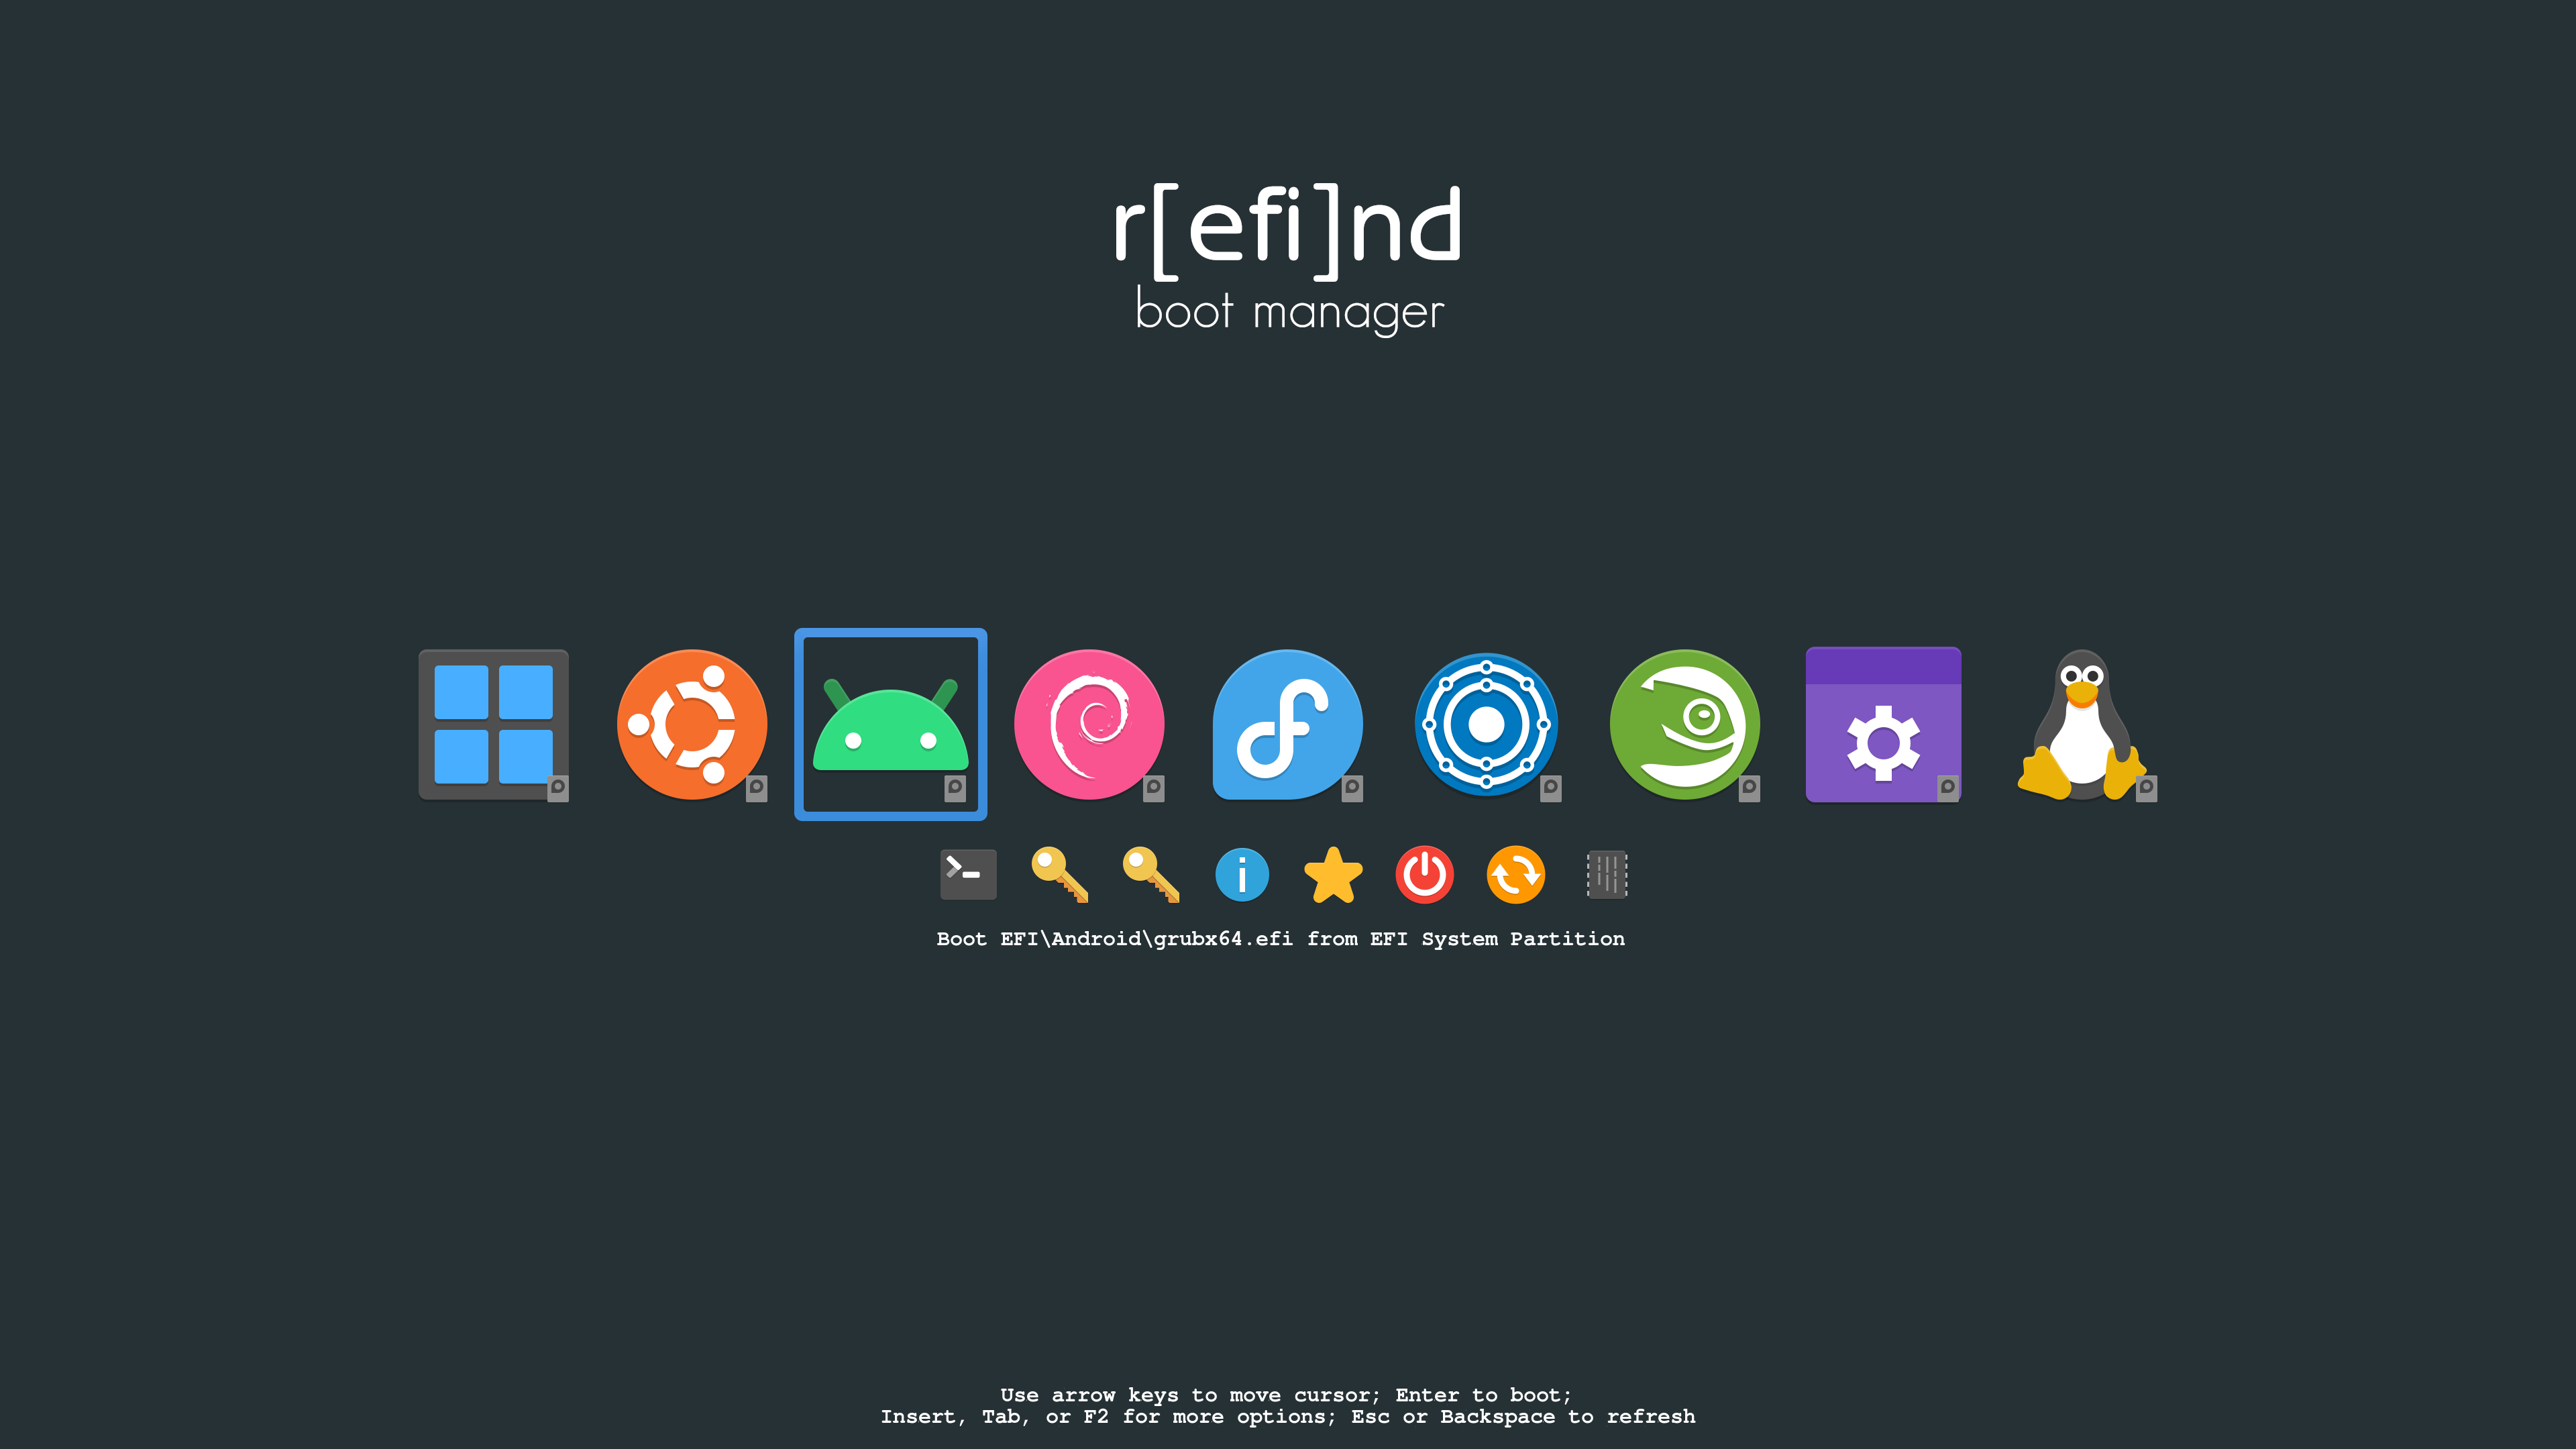 r[efi]nd
boot manager
Boot EFI\Android\grubx64.efi from EFI System Partition
Use arrow keys to move cursor; Enter to boot;
Insert, Tab, or F2 for more options; Esc or Backspace to refresh